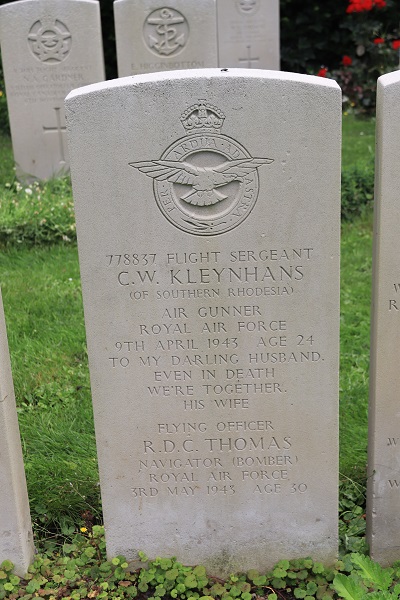 PER ARDUA AD ASTRA
778837 FLIGHT SERGEANT
C.W. KLEYNHANS
(OF SOUTHERN RHODESIA)
AIR GUNNER
ROYAL AIR FORCE
9TH APRIL 1943 AGE 24
TO MY DARLING HUSBAND.
EVEN IN DEATH
WE'RE TOGETHER.
HIS WIFE
FLYING OFFICER
R.D.C. THOMAS
NAVIGATOR (BOMBER)
ROYAL AIR FORCE
3RD MAY 1943 AGE 30